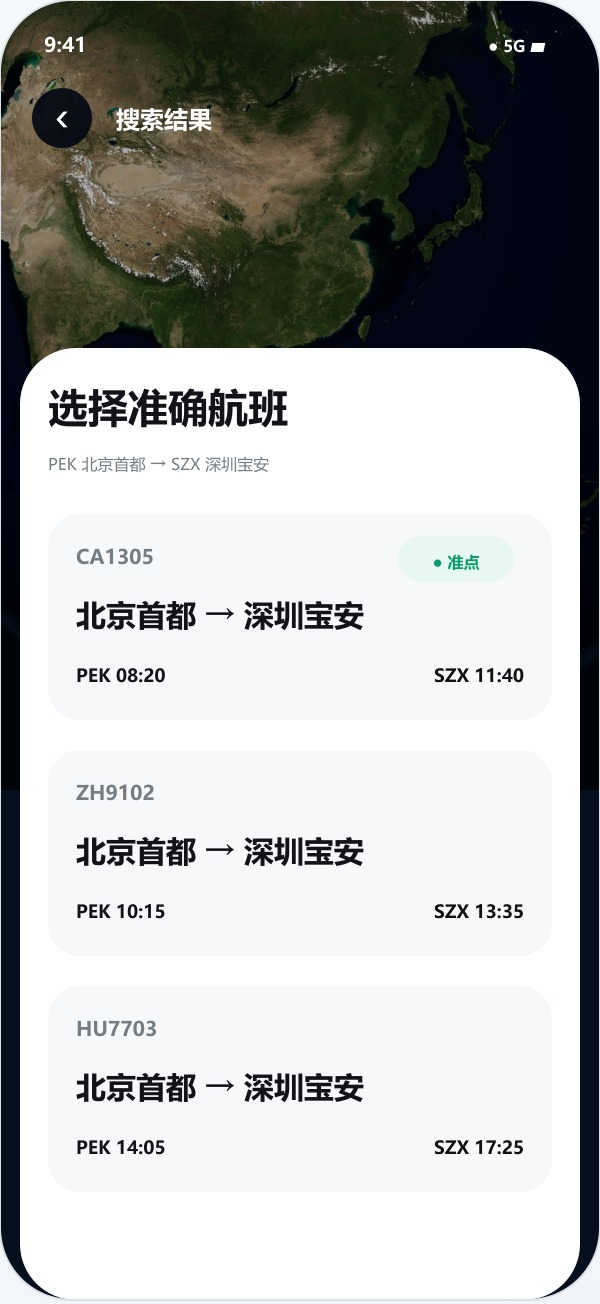 9:41
5G
搜索结果
选择准确航班
PEK 北京首都 → SZX 深圳宝安
CA1305
• 准点
北京首都 → 深圳宝安
PEK 08:20 SZX 11:40
ZH9102
北京首都 → 深圳宝安
PEK 10:15 SZX 13:35
HU7703
北京首都 → 深圳宝安
PEK 14:05 SZX 17:25